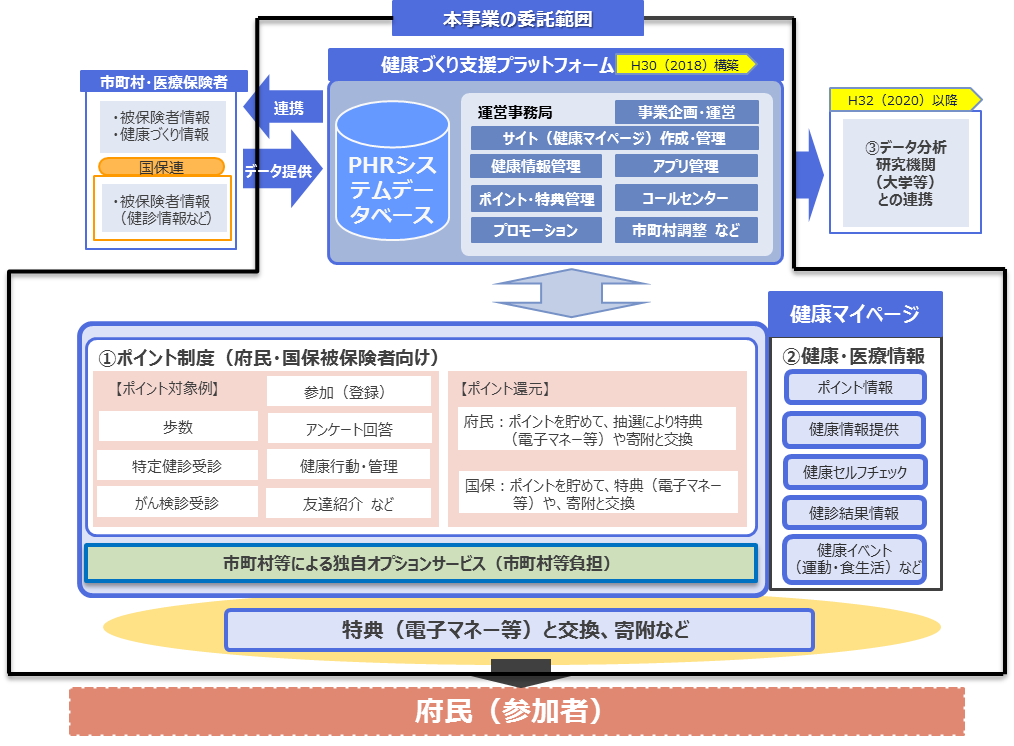 本事業の委託範囲
健康づくり支援プラットフォーム
H30（2018）構築
市町村・医療保険者
・被保険者情報
・健康づくり情報
国保連
・被保険者情報
（健診情報など）
連携
データ提供
PHRシス
テムデー
タベース
運営事務局
事業企画・運営
サイト（健康マイページ）作成・管理
健康情報管理
アプリ管理
ポイント・特典管理
コールセンター
プロモーション
市町村調整 など
H32（2020）以降
③データ分析
研究機関
（大学等）
との連携
①ポイント制度（府民・国保被保険者向け）
【ポイント対象例】
参加（登録）
歩数
アンケート回答
特定健診受診
健康行動・管理
がん検診受診
友達紹介 など
【ポイント還元】
府民：ポイントを貯めて、抽選により特典
（電子マネー等）や寄附と交換
国保：ポイントを貯めて、特典（電子マネー
等）や、寄附と交換
市町村等による独自オプションサービス（市町村等負担）
健康マイページ
②健康・医療情報
ポイント情報
健康情報提供
健康セルフチェック
健診結果情報
健康イベント
（運動・食生活）など
特典（電子マネー等）と交換、寄附など
府民（参加者）